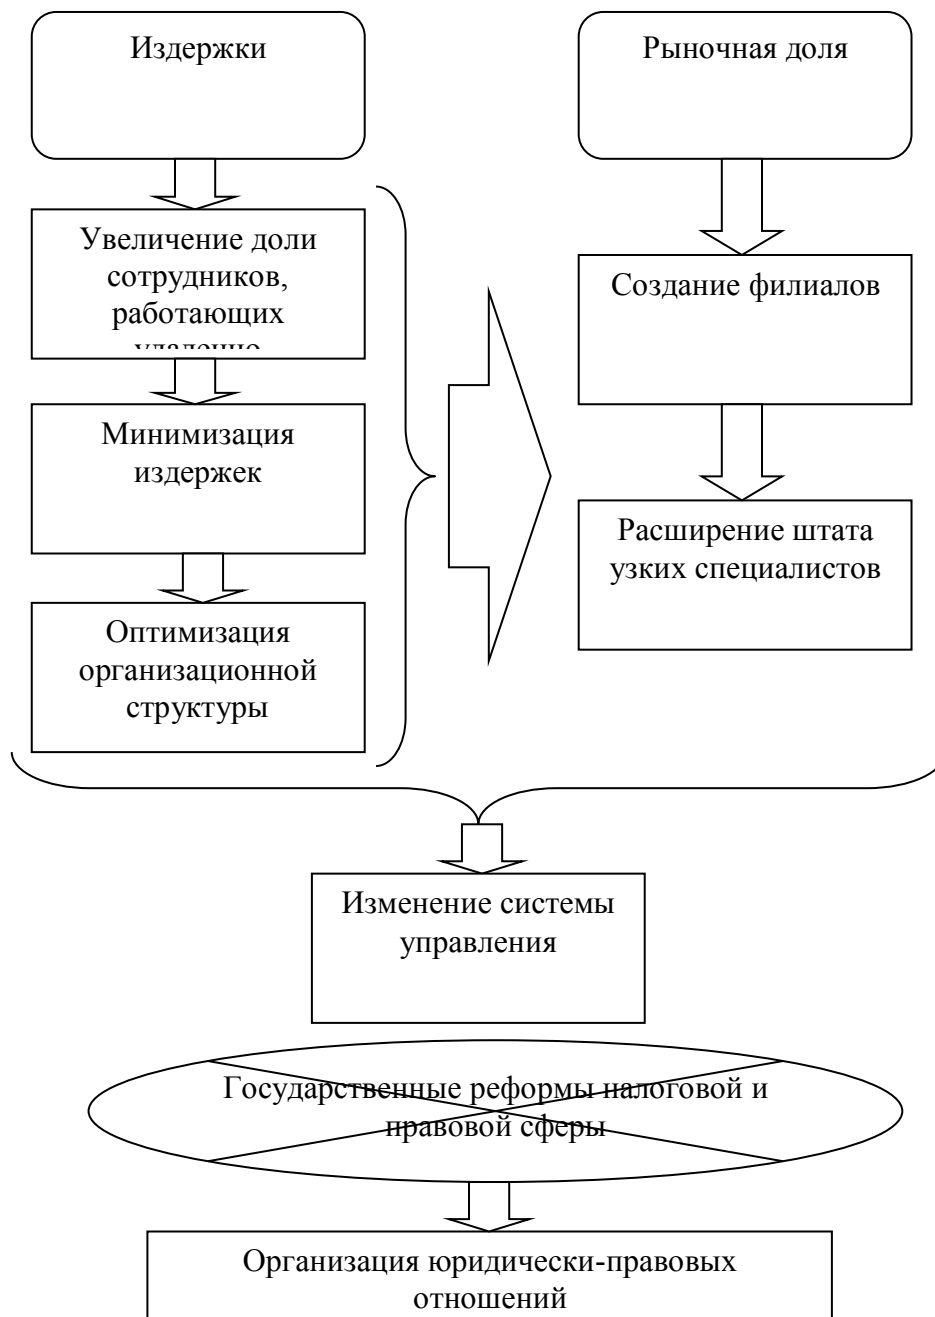 Издержки
Рыночная доля
Увеличение доли
сотрудников,
работающих
удаленно
Создание филиалов
Минимизация
издержек
Расширение штата
узких специалистов
Оптимизация
организационной
структуры
Изменение системы
управления
Государственные реформы налоговой и
правовой сферы
Организация юридически-правовых
отношений